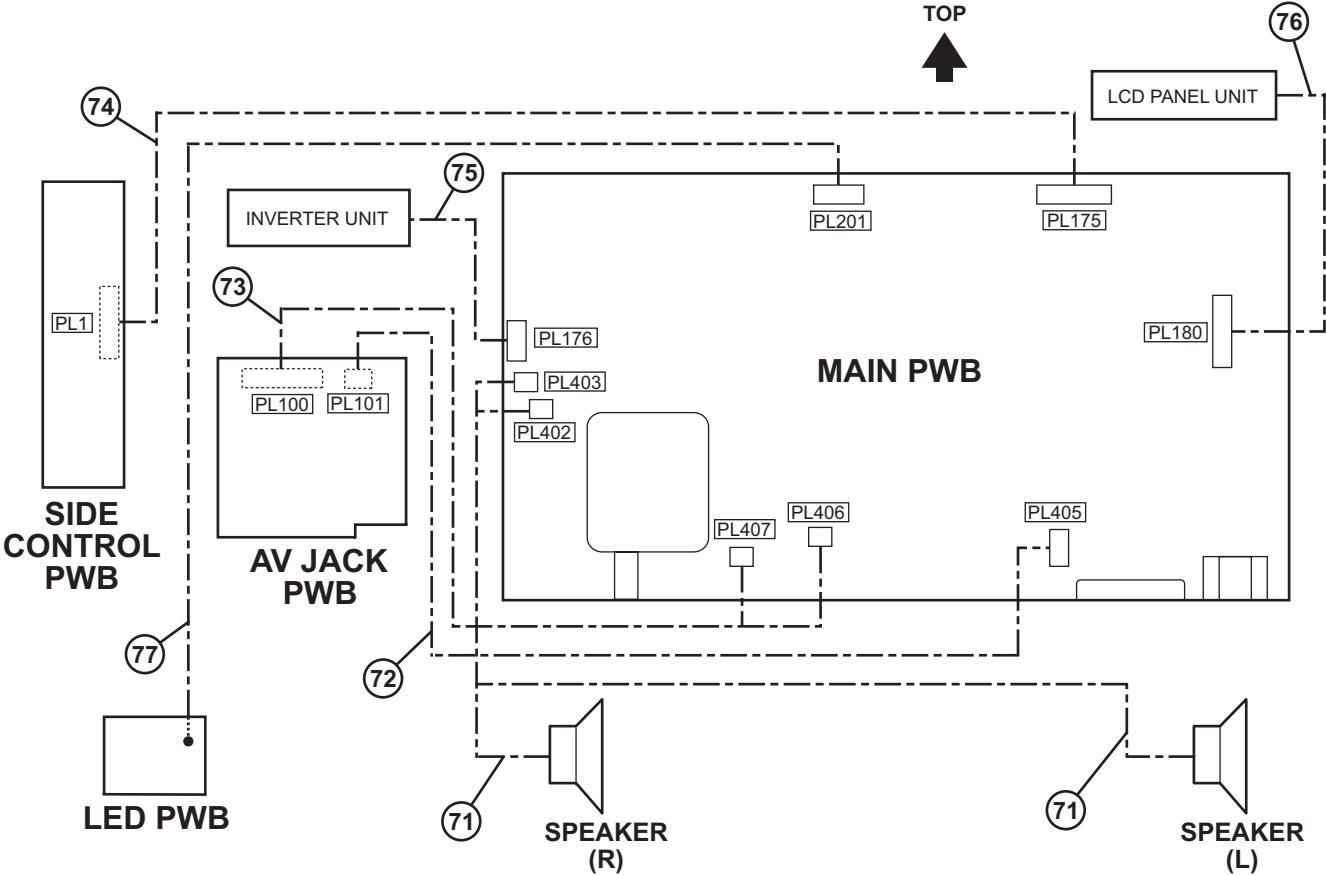 TOP
76
LCD PANEL UNIT
74
75
INVERTER UNIT
PL201
PL175
73
PL1
PL176
PL180
MAIN PWB
PL403
PL100
PL101
PL402
SIDE
CONTROL
PWB
PL407
PL406
PL405
AV JACK
PWB
77
72
71
71
LED PWB
SPEAKER
(R)
SPEAKER
(L)